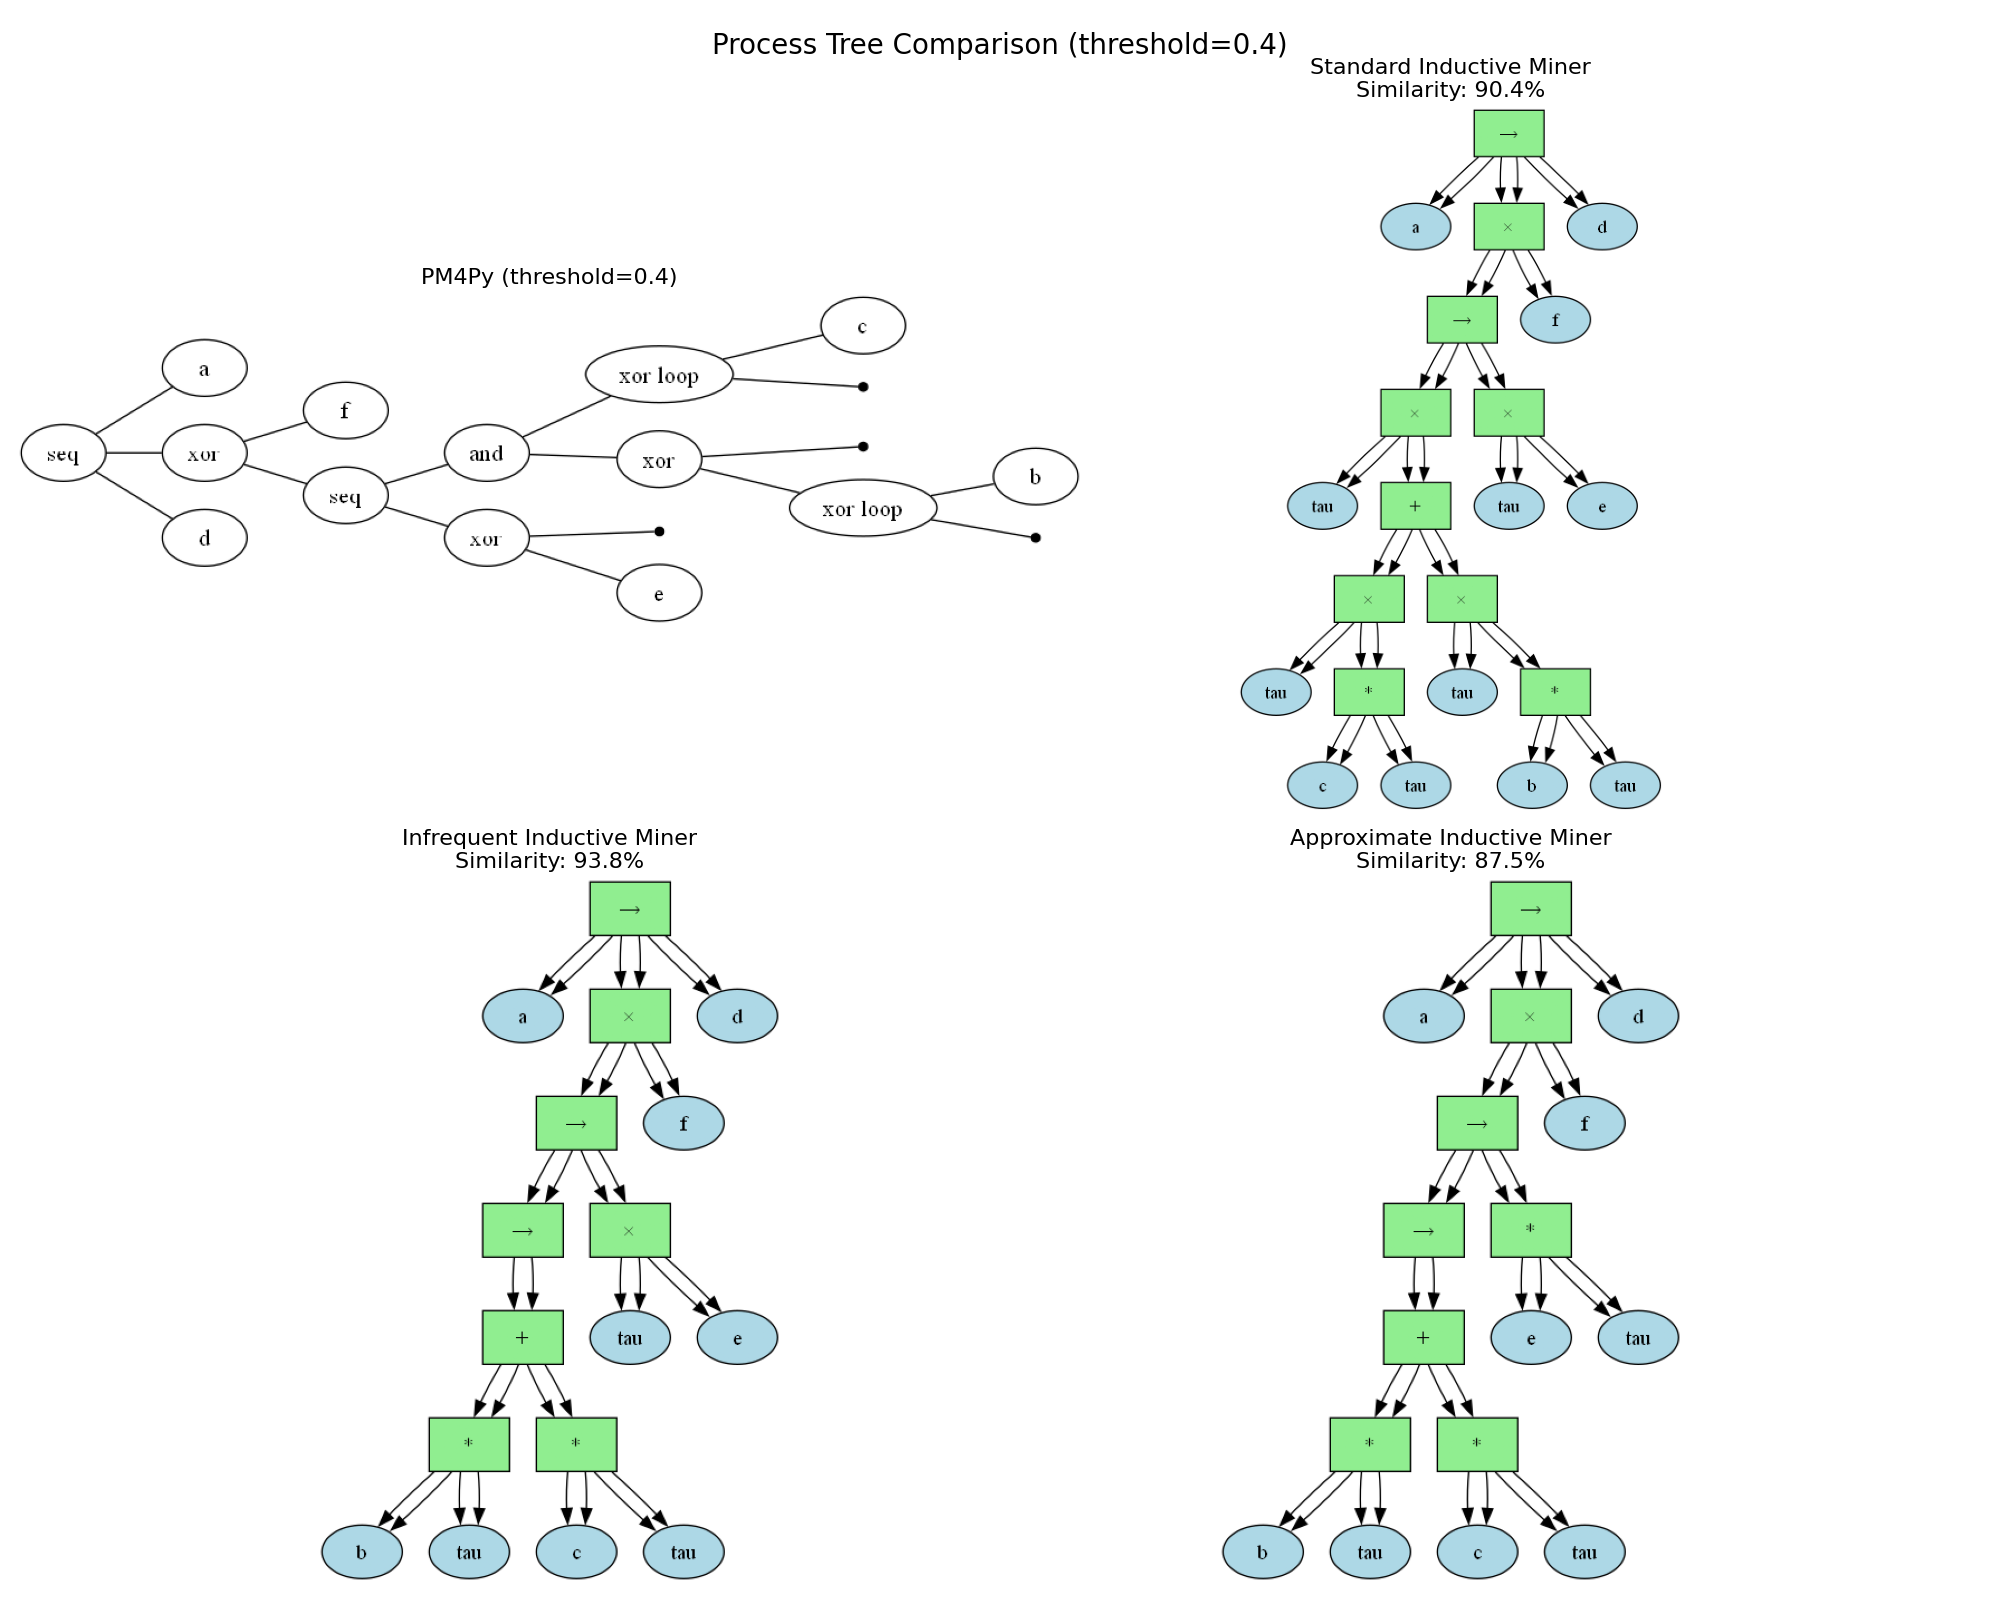 Process Tree Comparison (threshold=0.4)
PM4Py (threshold=0.4)
c
xor loop
a
f
and
seq
xor
xor
b
seq
xor loop
d
xor
e
Standard Inductive Miner
Similarity: 90.4%
→
a
×
d
→
f
×
×
tau
+
tau
e
×
×
tau
*
tau
*
c
tau
b
tau
Infrequent Inductive Miner
Similarity: 93.8%
→
a
×
d
→
f
→
×
+
tau
e
*
*
b
tau
c
tau
Approximate Inductive Miner
Similarity: 87.5%
→
a
×
d
→
f
→
*
+
e
tau
*
*
b
tau
c
tau